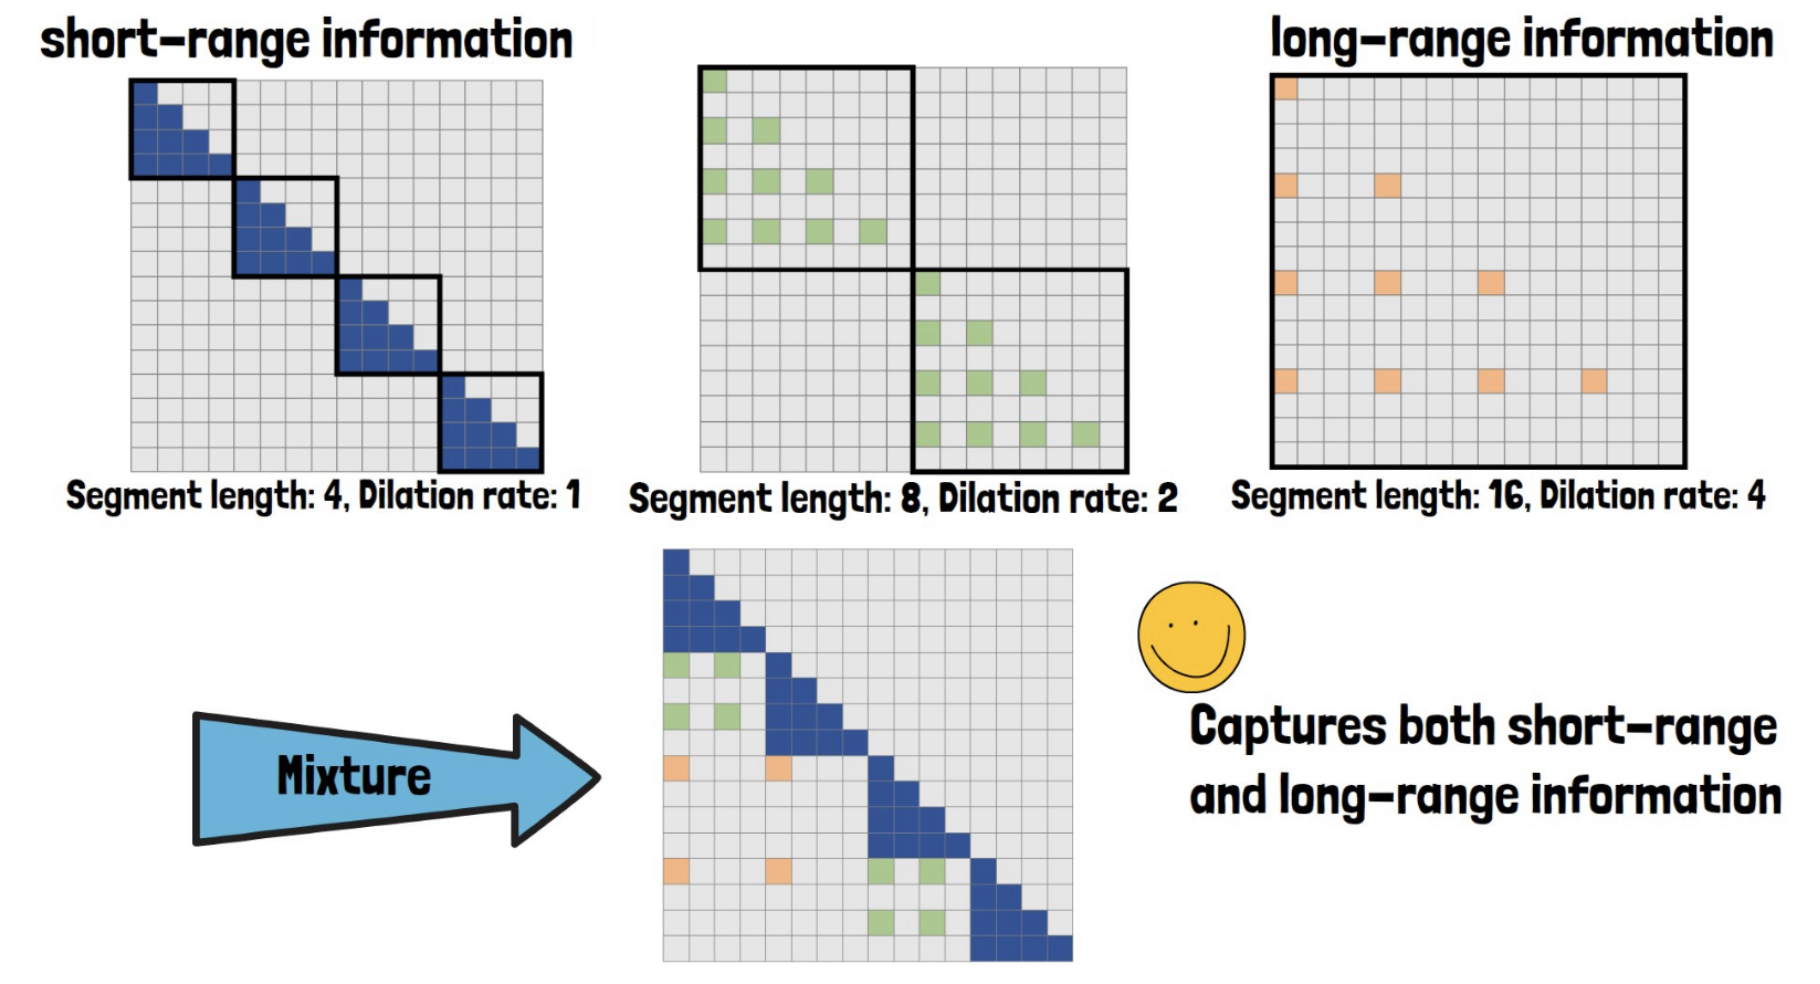 short-range information
long-range information
Segment length: 4, Dilation rate: 1
Segment length: 8, Dilation rate: 2
Segment length: 16, Dilation rate: 4
Mixture
Captures both short-range
and long-range information